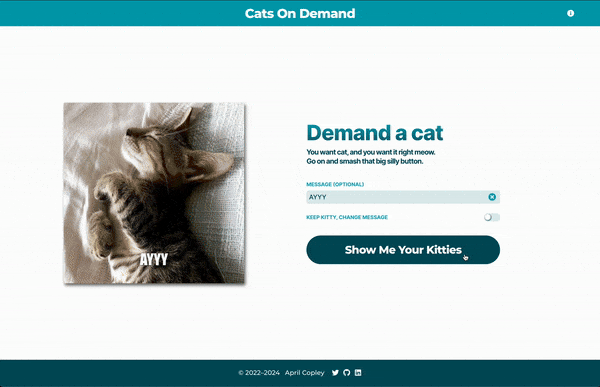 Cats On Demand
AYYY
Demand a cat
You want cat, and you want it right meow.
Go on and smash that big silly button.
MESSAGE (OPTIONAL)
AYYY
KEEP KITTY, CHANGE MESSAGE
Show Me Your Kitties
© 2022–2024 April Copley